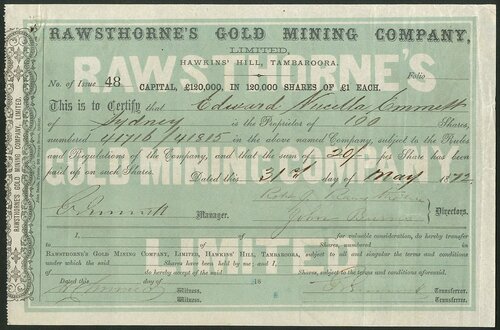 RAWSTHORNE'S GOLD MINING COMPANY,
LIMITED,
HAWKINS' HILL, TAMBAROORA.
No. of Issue 48
Folio
CAPITAL, £120,000, IN 120,000 SHARES OF £1 EACH.
This is to Certify that Edward Nucella Emmett
of Sydney is the Proprietor of 100 Shares,
numbered 41716 / 41815 in the above named Company, subject to the Rules
and Regulations of the Company, and that the sum of 20/- per Share has been
paid up on such Shares. Dated this 31st day of May 1872
Manager.
Directors.
I, for valuable consideration, do hereby transfer
to of Shares, numbered in
RAWSTHORNE'S GOLD MINING COMPANY, LIMITED, HAWKINS' HILL, TAMBAROORA, subject to all and singular the terms and conditions
under which the said Shares have been held by me; and I
of do hereby accept of the said Shares, subject to the terms and conditions aforesaid.
Dated this day of 18
Witness. Transferror.
Witness. Transferree.
RAWSTHORNE'S
GOLD MINING COMPANY
LIMITED
RAWSTHORNE'S GOLD MINING COMPANY, LIMITED.